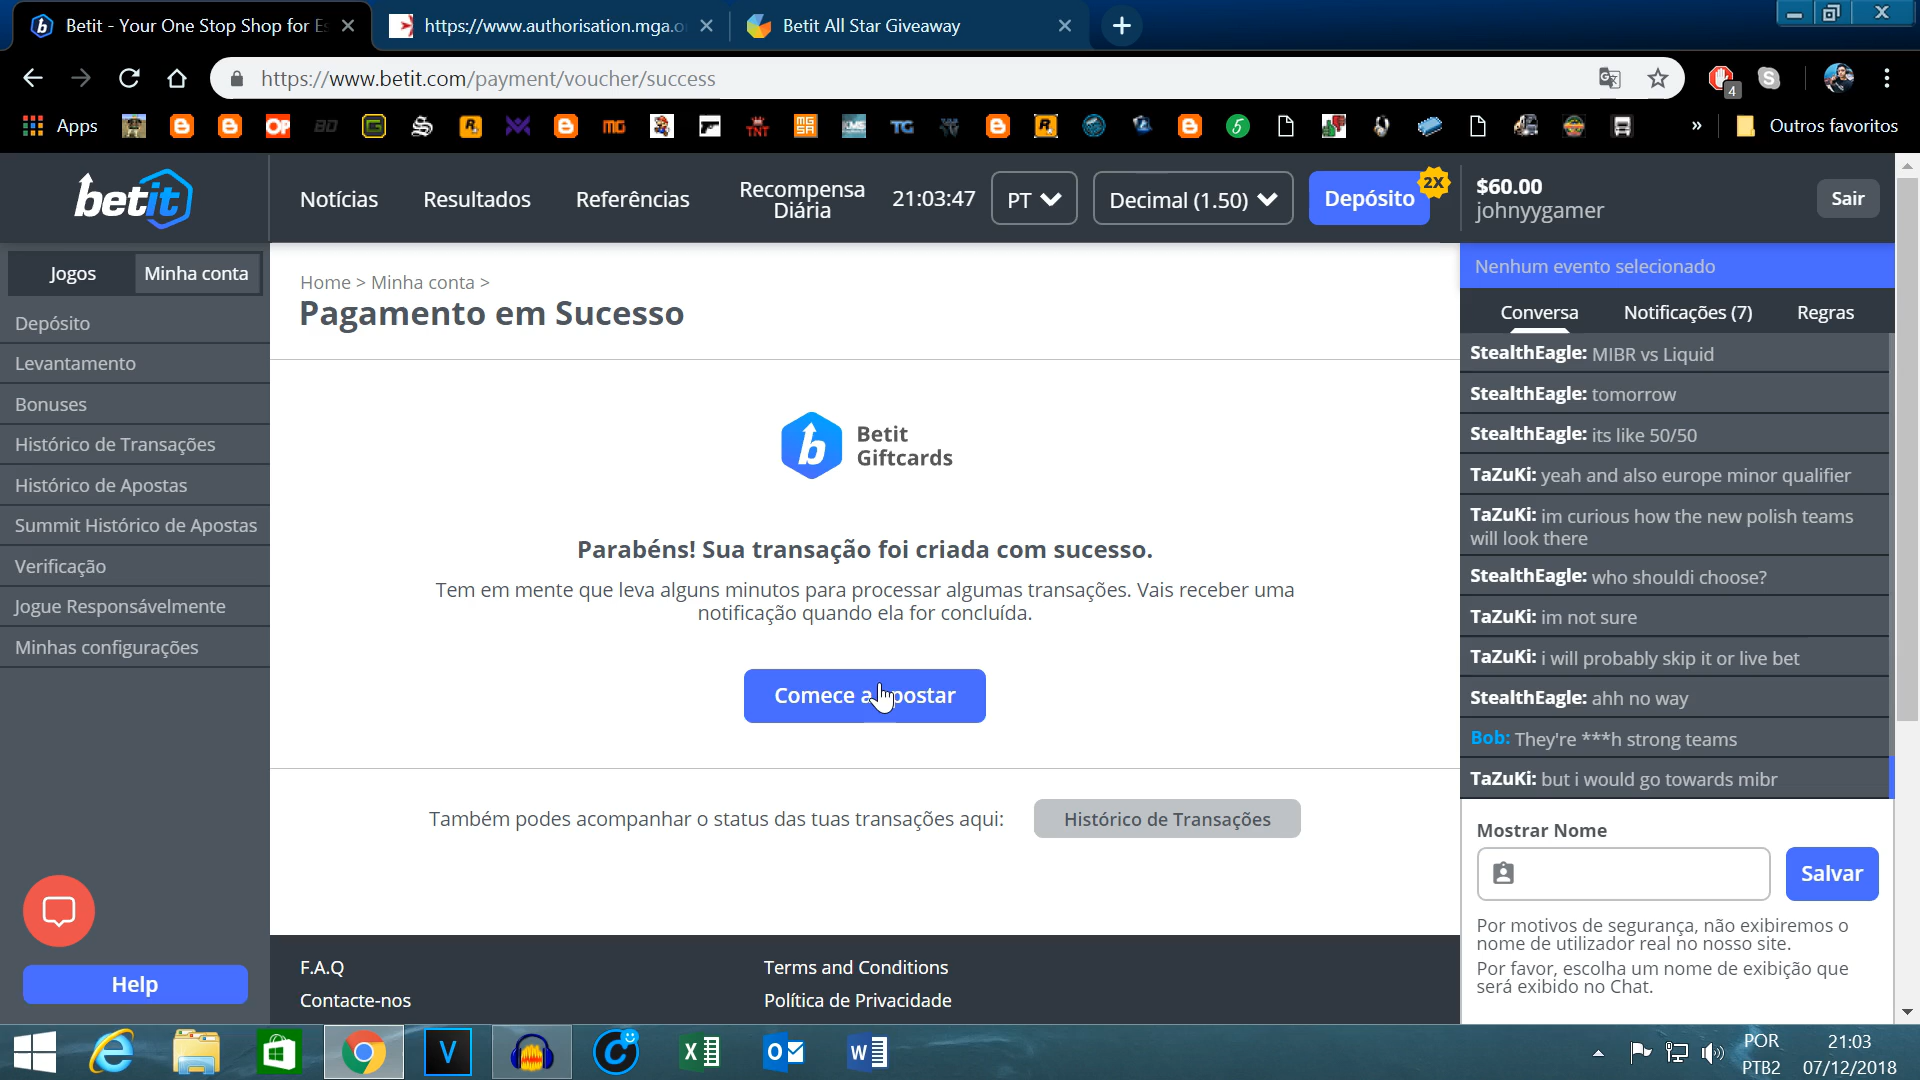 Betit - Your One Stop Shop for Es
https://www.authorisation.mga.o
Betit All Star Giveaway
https://www.betit.com/payment/voucher/success
4
Apps
Outros favoritos
betit
Notícias
Resultados
Referências
Recompensa
Diária
21:03:47
PT
Decimal (1.50)
Depósito
2X
$60.00
johnyygamer
Sair
Jogos
Minha conta
Depósito
Levantamento
Bonuses
Histórico de Transações
Histórico de Apostas
Summit Histórico de Apostas
Verificação
Jogue Responsávelmente
Minhas configurações
Help
Home > Minha conta >
Pagamento em Sucesso
Betit
Giftcards
Parabéns! Sua transação foi criada com sucesso.
Tem em mente que leva alguns minutos para processar algumas transações. Vais receber uma
notificação quando ela for concluída.
Comece a postar
Também podes acompanhar o status das tuas transações aqui:
Histórico de Transações
F.A.Q
Contacte-nos
Terms and Conditions
Política de Privacidade
Nenhum evento selecionado
Conversa
Notificações (7)
Regras
StealthEagle: MIBR vs Liquid
StealthEagle: tomorrow
StealthEagle: its like 50/50
TaZuKi: yeah and also europe minor qualifier
TaZuKi: im curious how the new polish teams
will look there
StealthEagle: who shouldi choose?
TaZuKi: im not sure
TaZuKi: i will probably skip it or live bet
StealthEagle: ahh no way
Bob: They're ***h strong teams
TaZuKi: but i would go towards mibr
Mostrar Nome
Salvar
Por motivos de segurança, não exibiremos o
nome de utilizador real no nosso site.
Por favor, escolha um nome de exibição que
será exibido no Chat.
POR
PTB2
21:03
07/12/2018